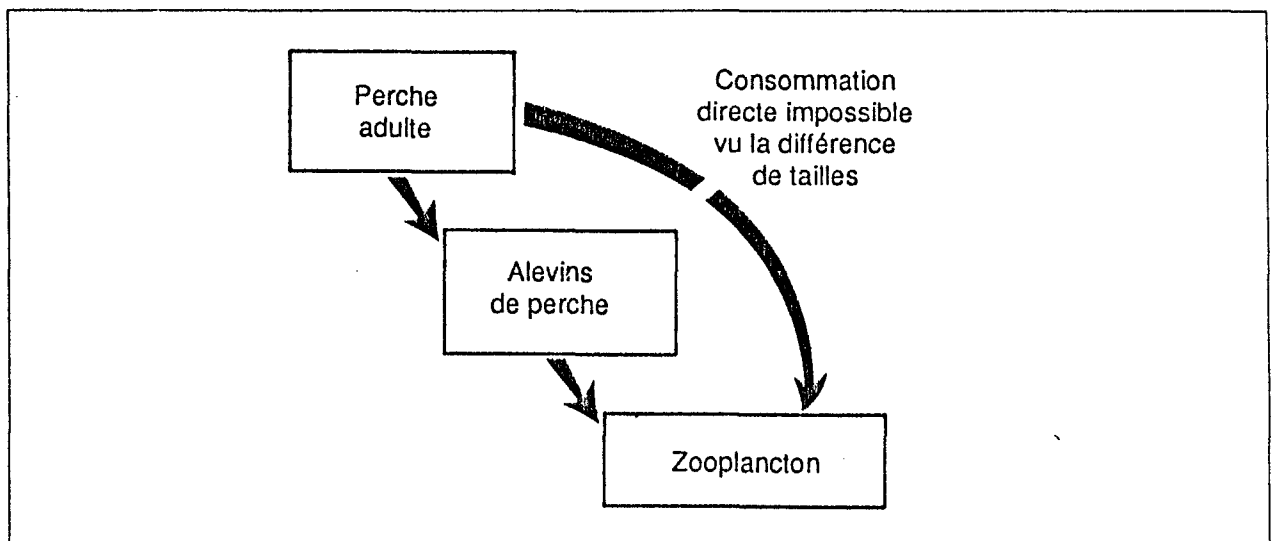 Perche
adulte
Consommation
directe impossible
vu la différence
de tailles
Alevins
de perche
Zooplancton